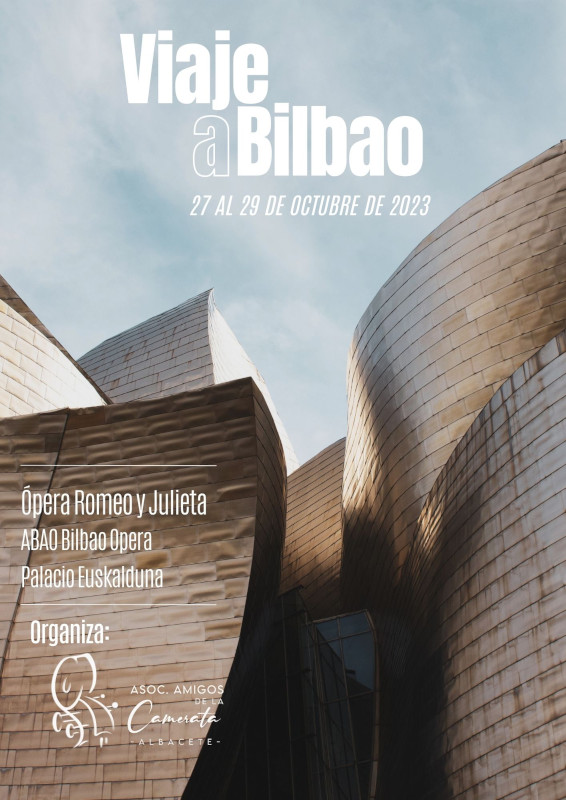 Viaje
a Bilbao
27 AL 29 DE OCTUBRE DE 2023
Ópera Romeo y Julieta
ABAO Bilbao Opera
Palacio Euskalduna
Organiza:
ASOC. AMIGOS
DE LA
Camerata
ALBACETE-